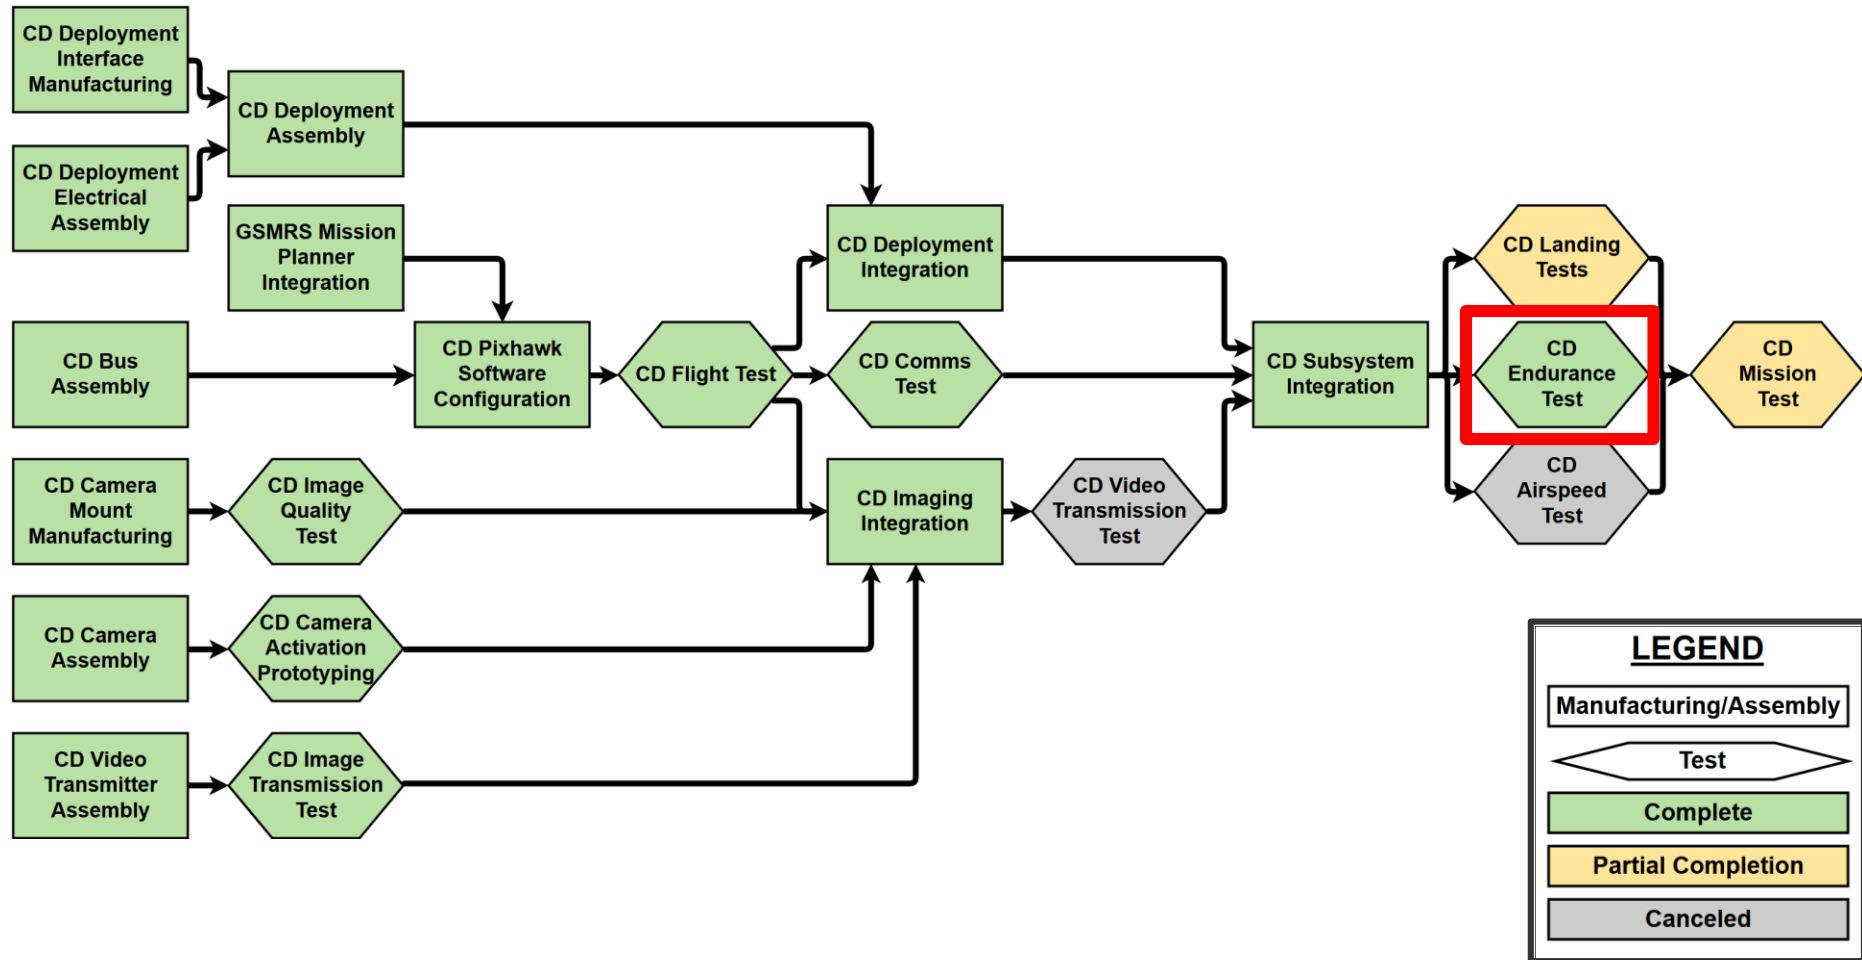 CD Deployment
Interface
Manufacturing
CD Deployment
Assembly
CD Deployment
Electrical
Assembly
GSMRS Mission
Planner
Integration
CD Deployment
Integration
CD Landing
Tests
CD Bus
Assembly
CD Pixhawk
Software
Configuration
CD Flight Test
CD Comms
Test
CD Subsystem
Integration
CD
Endurance
Test
CD
Mission
Test
CD Camera
Mount
Manufacturing
CD Image
Quality
Test
CD Imaging
Integration
CD Video
Transmission
Test
CD
Airspeed
Test
CD Camera
Assembly
CD Camera
Activation
Prototyping
CD Video
Transmitter
Assembly
CD Image
Transmission
Test
LEGEND
Manufacturing/Assembly
Test
Complete
Partial Completion
Canceled